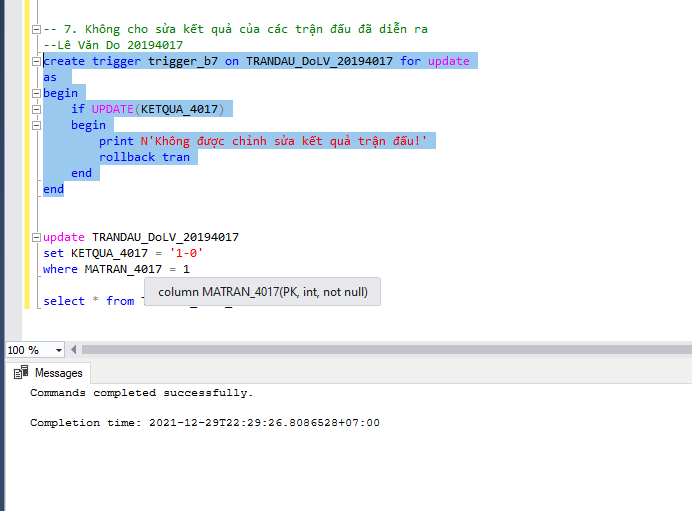 -- 7. Không cho sửa kết quả của các trận đấu đã diễn ra
--Lê Văn Do 20194017
create trigger trigger_b7 on TRANDAU_DoLV_20194017 for update
as
begin
if UPDATE(KETQUA_4017)
begin
print N'Không được chỉnh sửa kết quả trận đấu!'
rollback tran
end
end
update TRANDAU_DoLV_20194017
set KETQUA_4017 = '1-0'
where MATRAN_4017 = 1
column MATRAN_4017(PK, int, not null)
select * from
100 %
Messages
Commands completed successfully.
Completion time: 2021-12-29T22:29:26.8086528+07:00